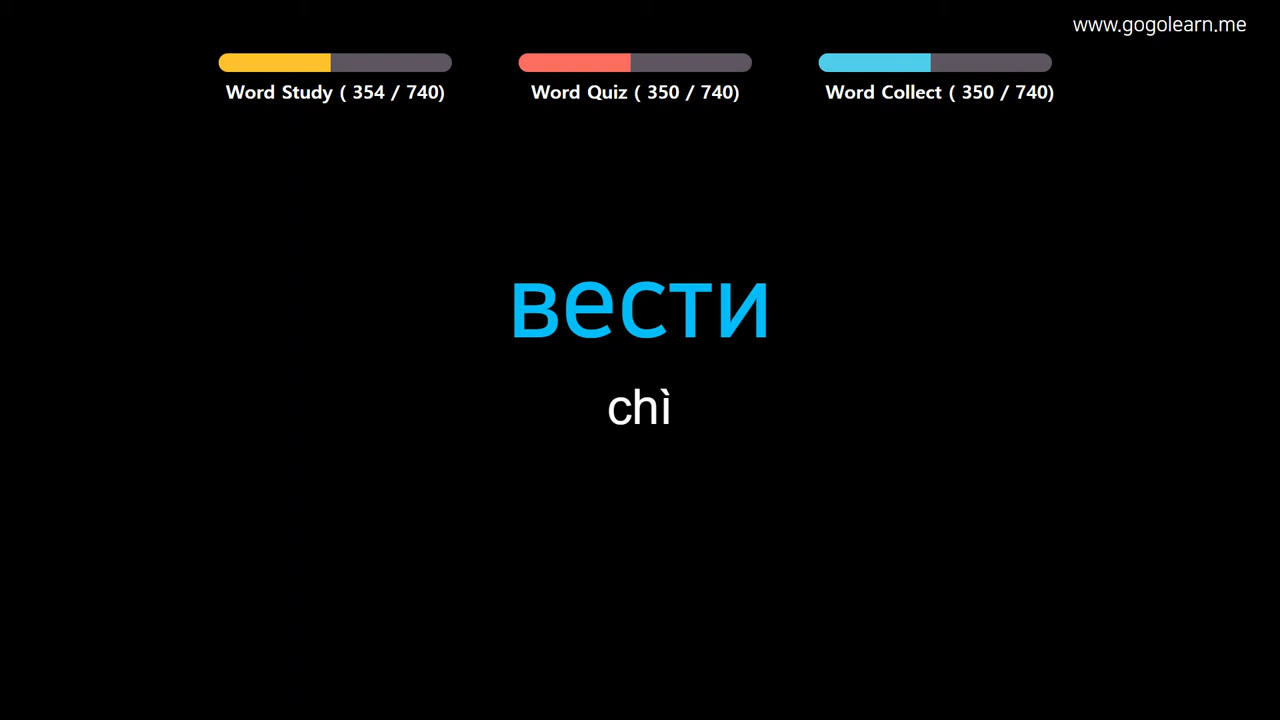 www.gogolearn.me
Word Study ( 354 / 740)
Word Quiz ( 350 / 740)
Word Collect ( 350 / 740)
вести
chì